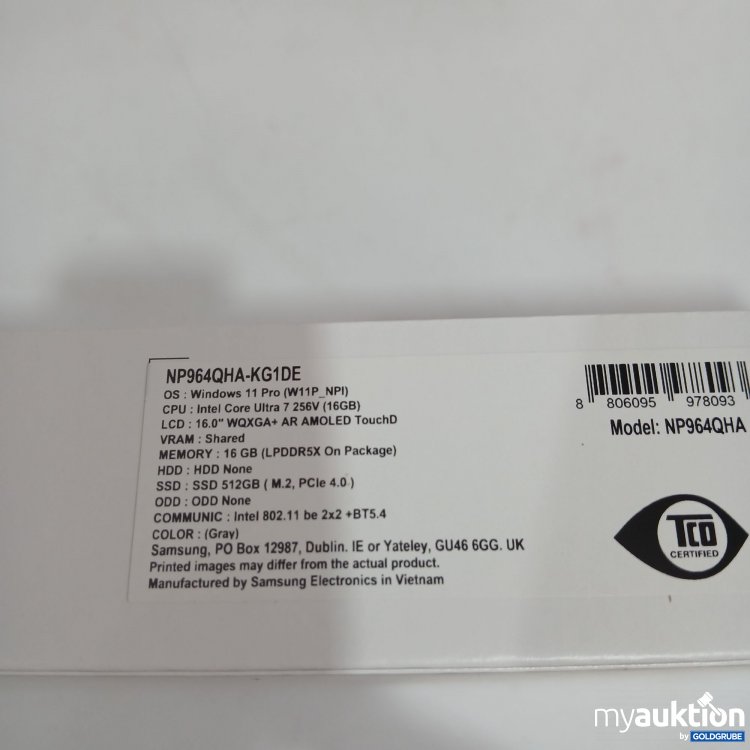 NP964QHA-KG1DE
OS : Windows 11 Pro (W11P_NPI)
CPU : Intel Core Ultra 7 256V (16GB)
LCD : 16.0" WQXGA+ AR AMOLED TouchD
VRAM : Shared
MEMORY : 16 GB (LPDDR5X On Package)
HDD : HDD None
SSD : SSD 512GB ( M.2, PCIe 4.0 )
ODD : ODD None
COMMUNIC : Intel 802.11 be 2x2 +BT5.4
COLOR : (Gray)
Samsung, PO Box 12987, Dublin. IE or Yateley, GU46 6GG. UK
Printed images may differ from the actual product.
Manufactured by Samsung Electronics in Vietnam
8 806095 978093
Model: NP964QHA
TCO
CERTIFIED
myauktion
by GOLDGRUBE